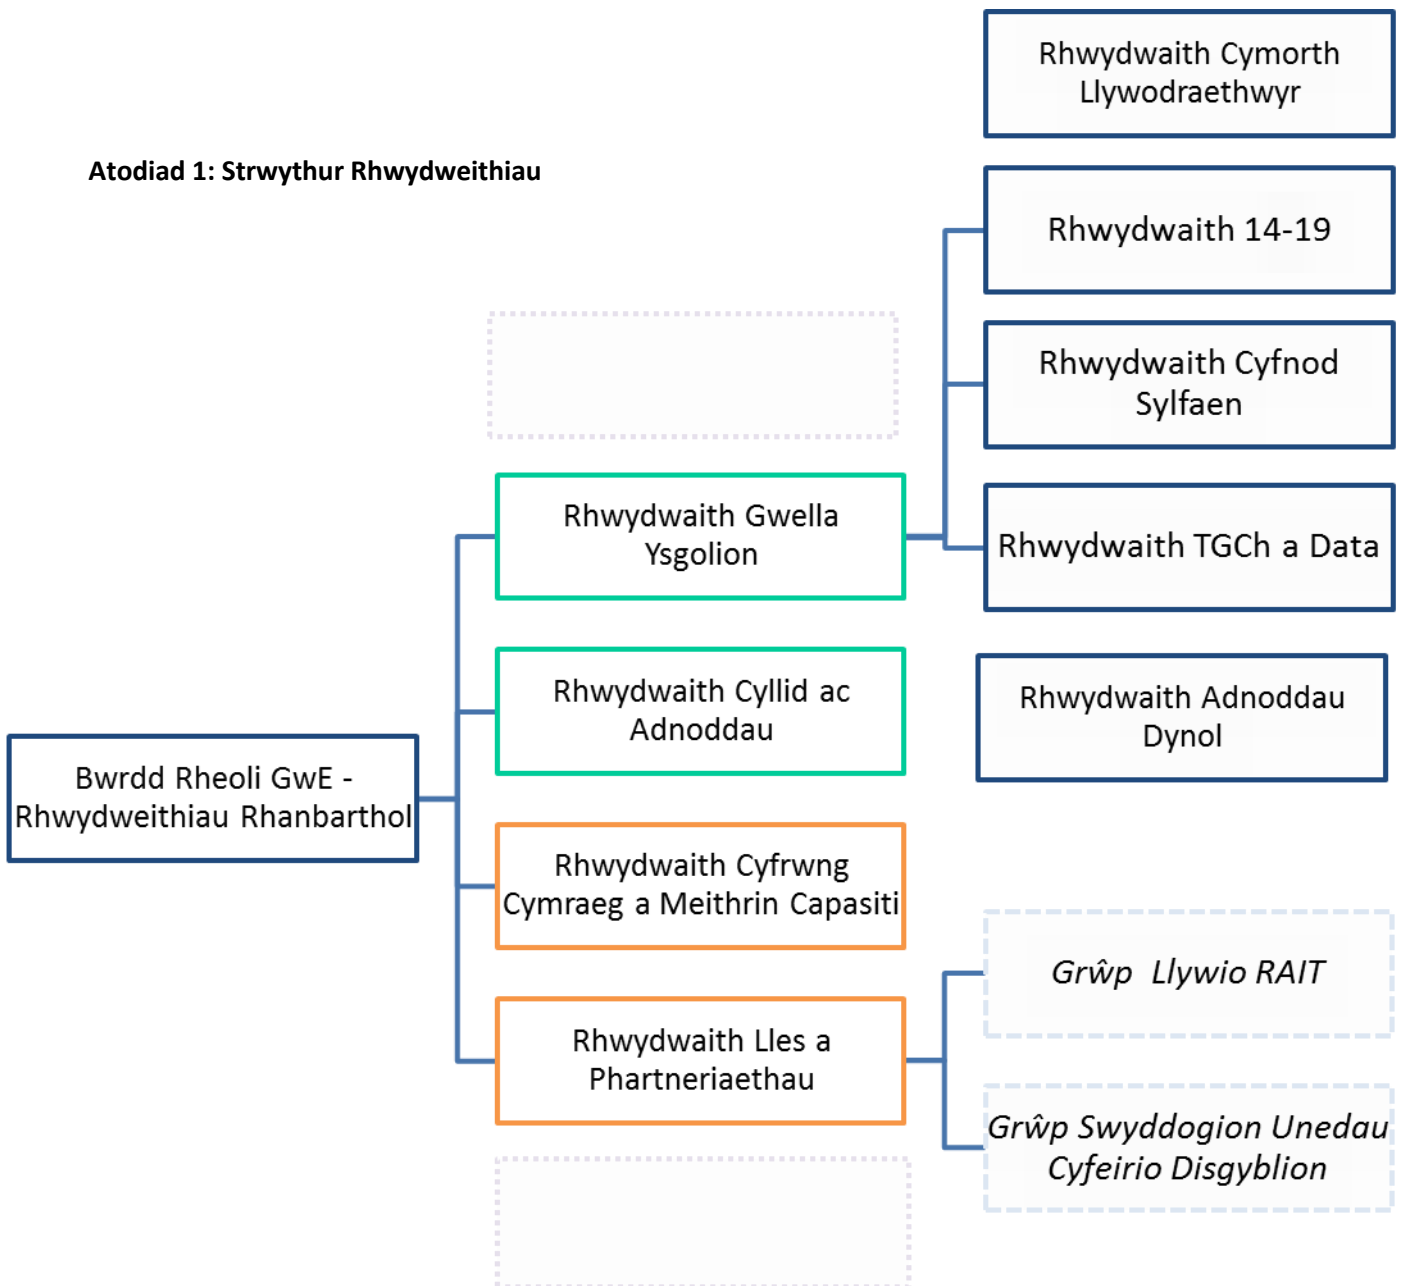 Atodiad 1: Strwythur Rhwydweithiau
Bwrdd Rheoli GwE -
Rhwydweithiau Rhanbarthol
Rhwydwaith Gwella
Ysgolion
Rhwydwaith Cyllid ac
Adnoddau
Rhwydwaith Cyfrwng
Cymraeg a Meithrin Capasiti
Rhwydwaith Lles a
Phartneriaethau
Rhwydwaith Cymorth
Llywodraethwyr
Rhwydwaith 14-19
Rhwydwaith Cyfnod
Sylfaen
Rhwydwaith TGCh a Data
Rhwydwaith Adnoddau
Dynol
Grŵp Llywio RAIT
Grŵp Swyddogion Unedau
Cyfeirio Disgyblion